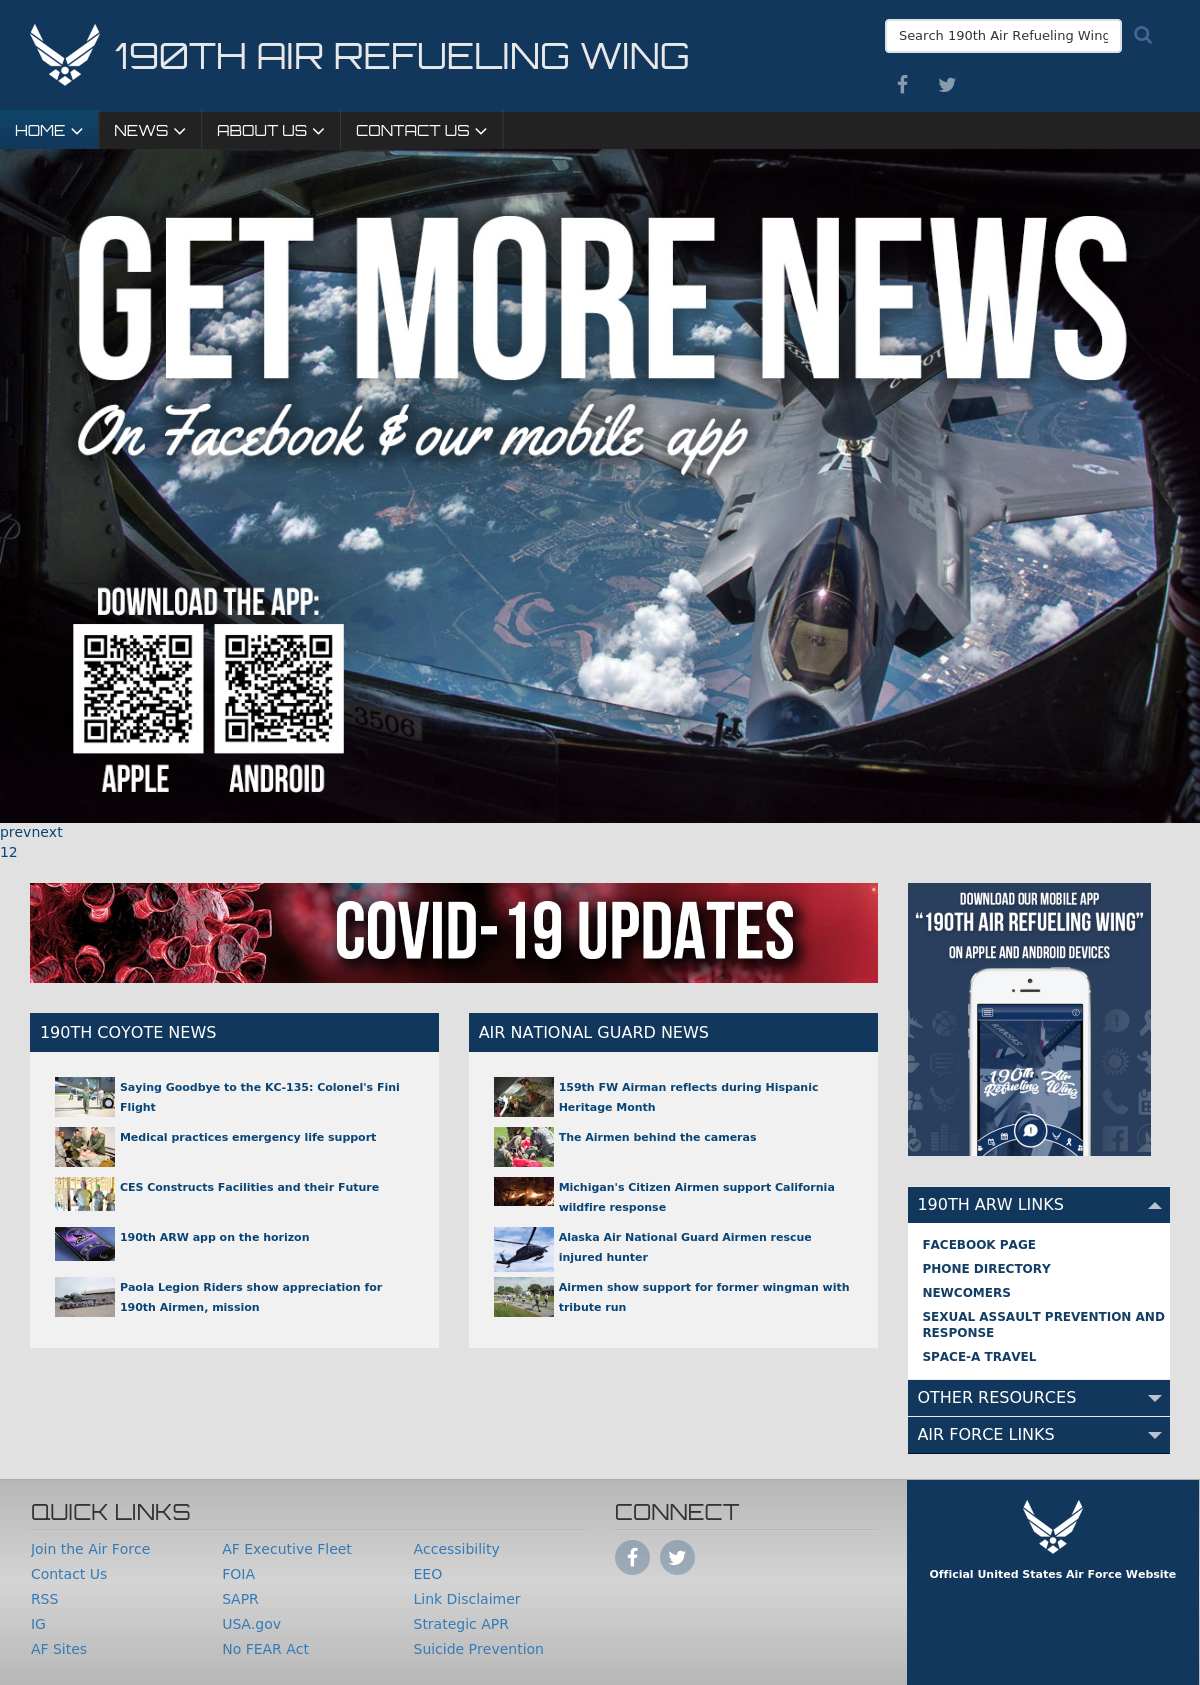 190TH AIR REFUELING WING
Search 190th Air Refueling Wing
HOME
NEWS
ABOUT US
CONTACT US
GET MORE NEWS
On Facebook & our mobile app
DOWNLOAD THE APP:
-3506
APPLE
ANDROID
prevnext
12
COVID-19 UPDATES
DOWNLOAD OUR MOBILE APP
“190TH AIR REFUELING WING”
ON APPLE AND ANDROID DEVICES
KANSAS
190th Air
Refueling Wing
190TH COYOTE NEWS
Saying Goodbye to the KC-135: Colonel's Fini
Flight
Medical practices emergency life support
CES Constructs Facilities and their Future
190th ARW app on the horizon
Paola Legion Riders show appreciation for
190th Airmen, mission
AIR NATIONAL GUARD NEWS
159th FW Airman reflects during Hispanic
Heritage Month
The Airmen behind the cameras
Michigan's Citizen Airmen support California
wildfire response
Alaska Air National Guard Airmen rescue
injured hunter
Airmen show support for former wingman with
tribute run
190TH ARW LINKS
FACEBOOK PAGE
PHONE DIRECTORY
NEWCOMERS
SEXUAL ASSAULT PREVENTION AND
RESPONSE
SPACE-A TRAVEL
OTHER RESOURCES
AIR FORCE LINKS
QUICK LINKS
Join the Air Force
Contact Us
RSS
IG
AF Sites
AF Executive Fleet
FOIA
SAPR
USA.gov
No FEAR Act
Accessibility
EEO
Link Disclaimer
Strategic APR
Suicide Prevention
CONNECT
Official United States Air Force Website